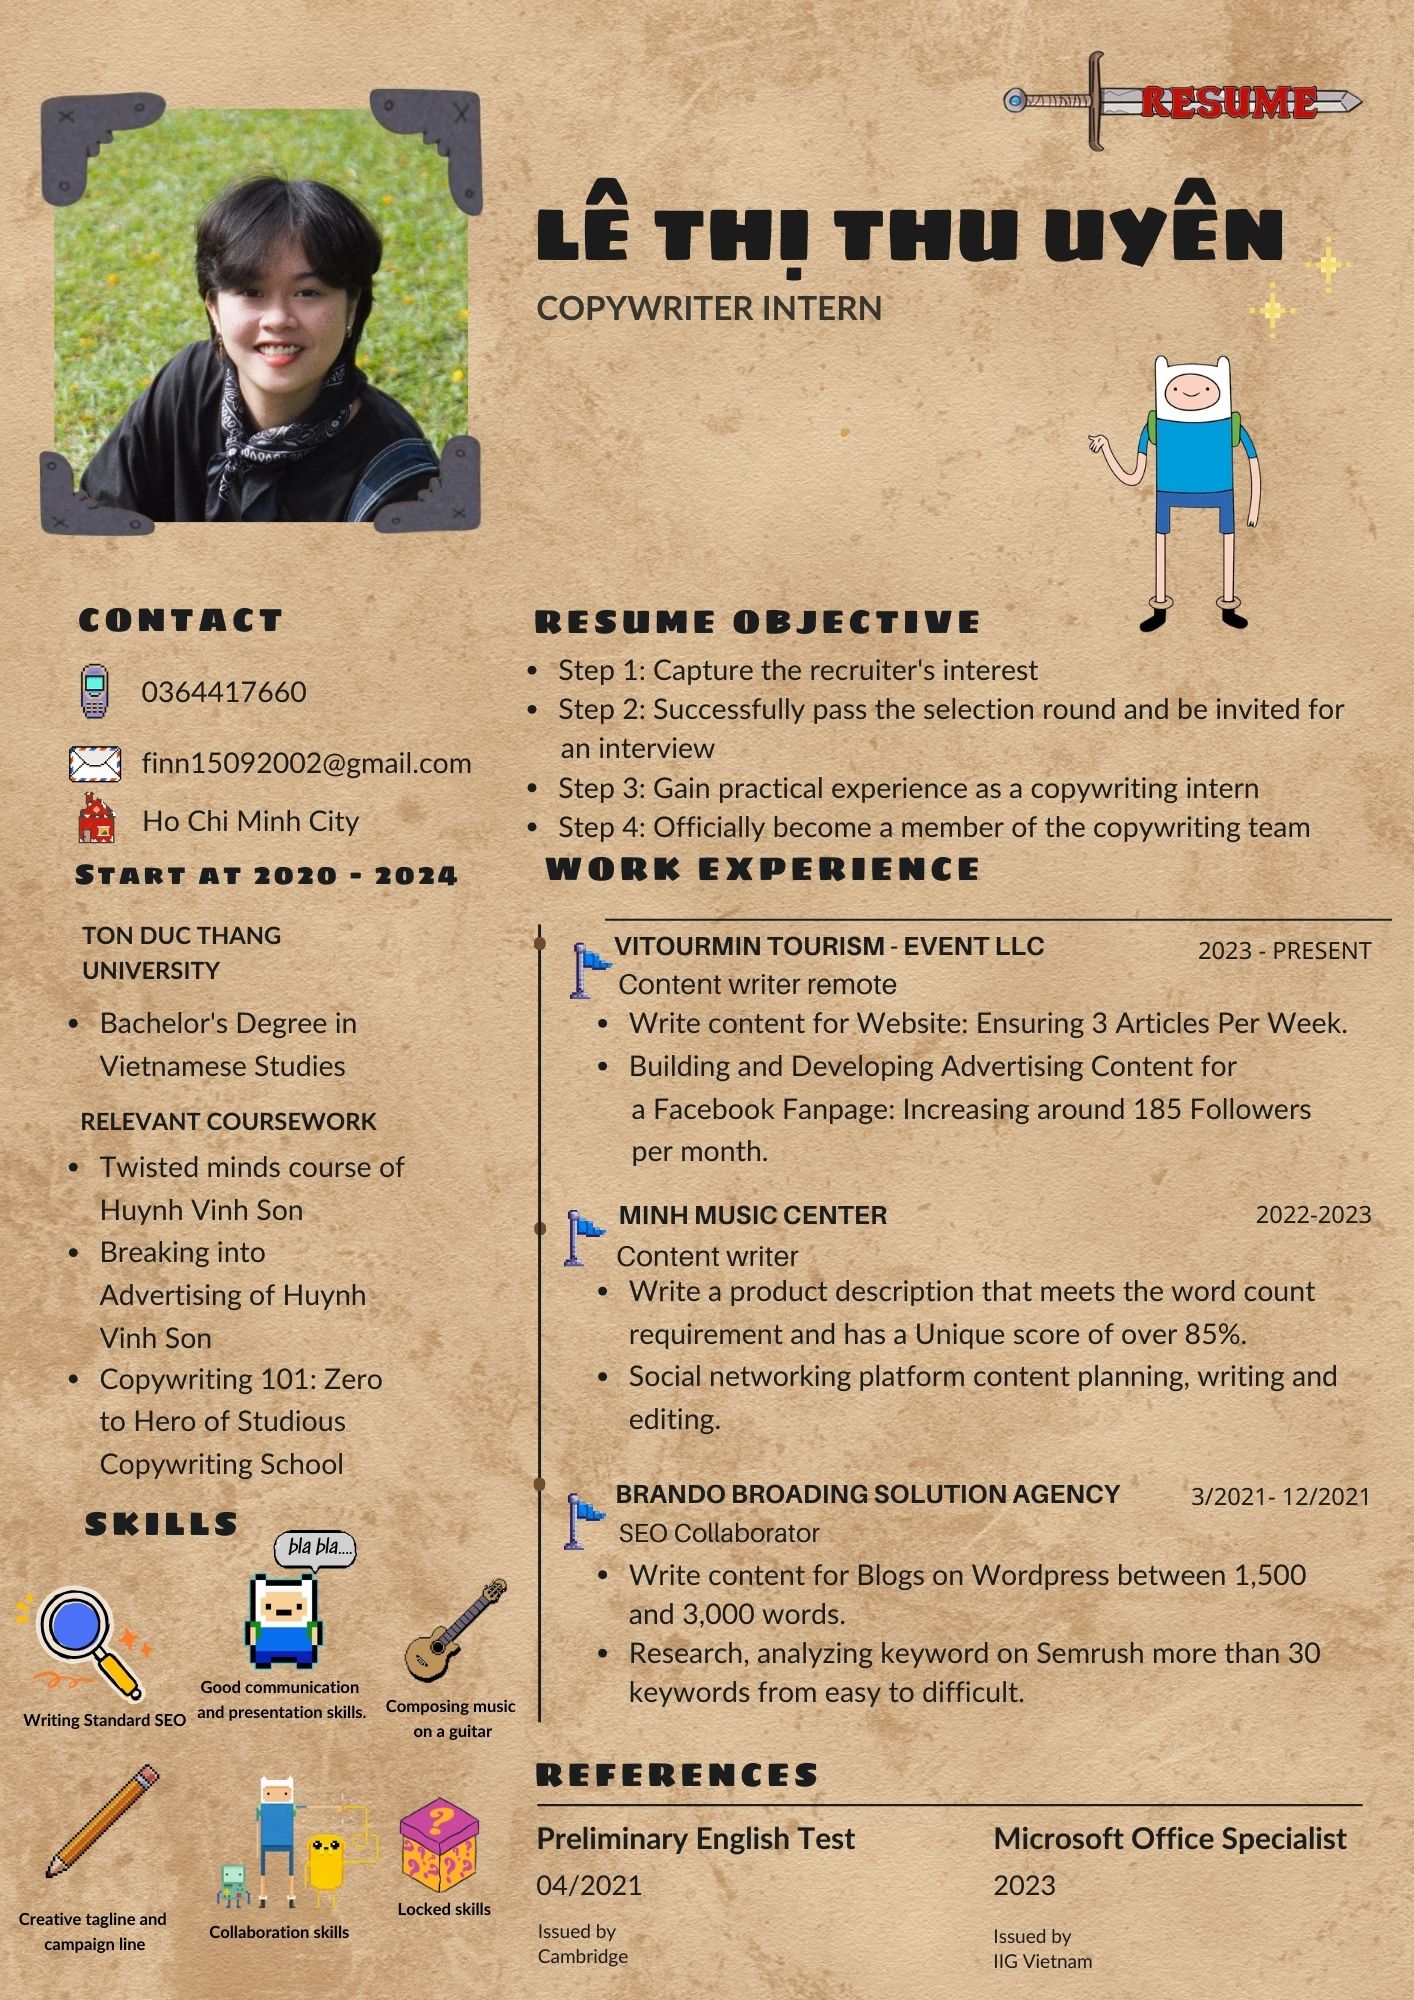 RESUME
LÊ THỊ THU UYÊN
COPYWRITER INTERN
CONTACT
0364417660
finn15092002@gmail.com
Ho Chi Minh City
START AT 2020 - 2024
TON DUC THANG
UNIVERSITY
• Bachelor's Degree in
Vietnamese Studies
RELEVANT COURSEWORK
• Twisted minds course of
Huynh Vinh Son
• Breaking into
Advertising of Huynh
Vinh Son
• Copywriting 101: Zero
to Hero of Studious
Copywriting School
SKILLS
bla bla....
Writing Standard SEO
Good communication
and presentation skills.
Composing music
on a guitar
Creative tagline and
campaign line
Collaboration skills
?
? ? ? ?
Locked skills
RESUME OBJECTIVE
• Step 1: Capture the recruiter's interest
• Step 2: Successfully pass the selection round and be invited for
an interview
• Step 3: Gain practical experience as a copywriting intern
• Step 4: Officially become a member of the copywriting team
WORK EXPERIENCE
VITOURMIN TOURISM - EVENT LLC 2023 - PRESENT
Content writer remote
• Write content for Website: Ensuring 3 Articles Per Week.
• Building and Developing Advertising Content for
a Facebook Fanpage: Increasing around 185 Followers
per month.
MINH MUSIC CENTER 2022-2023
Content writer
• Write a product description that meets the word count
requirement and has a Unique score of over 85%.
• Social networking platform content planning, writing and
editing.
BRANDO BROADING SOLUTION AGENCY 3/2021- 12/2021
SEO Collaborator
• Write content for Blogs on Wordpress between 1,500
and 3,000 words.
• Research, analyzing keyword on Semrush more than 30
keywords from easy to difficult.
REFERENCES
Preliminary English Test
04/2021
Issued by
Cambridge
Microsoft Office Specialist
2023
Issued by
IIG Vietnam